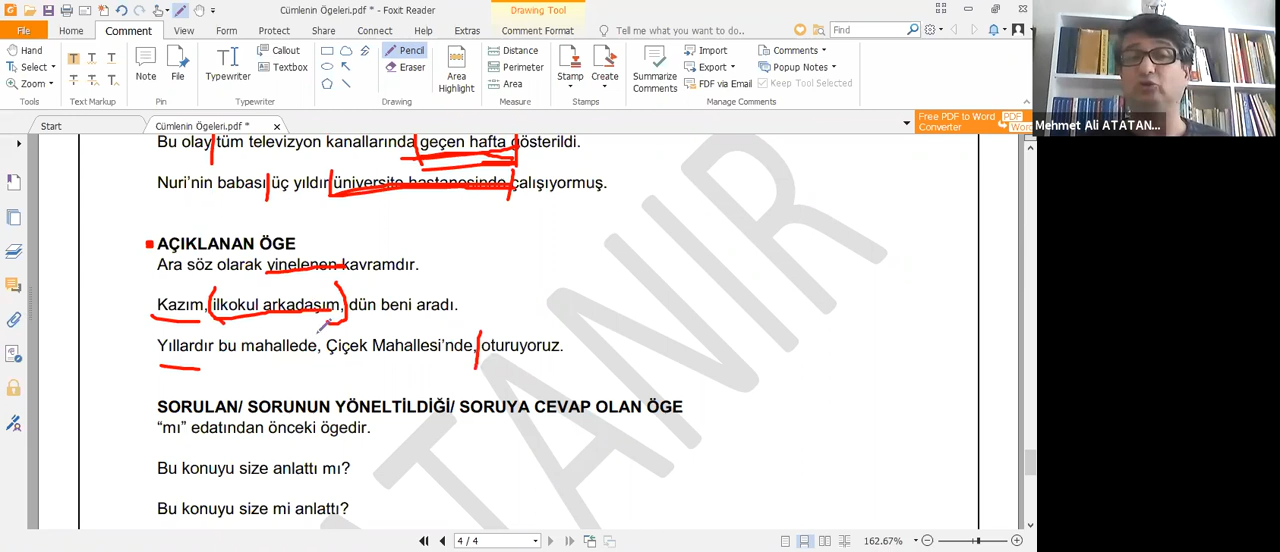 Cümlenin Ögeleri.pdf * - Foxit Reader
Drawing Tool
File Home Comment View Form Protect Share Connect Extras Help Comment Format Tell me what you want to do... Find
Hand
Select
Zoom
Tools
Text Markup
Note
File
Pin
Typewriter
Callout
Textbox
Typewriter
Pencil
Eraser
Drawing
Area
Highlight
Distance
Perimeter
Area
Measure
Stamp
Create
Stamps
Summarize
Comments
Import
Export
FDF via Email
Comments
Popup Notes
Keep Tool Selected
Manage Comments
Start
Cümlenin Ögeleri.pdf *
Free PDF to Word
Converter
PDF
Word
Mehmet Ali ATATAN...
Bu olay tüm televizyon kanallarında geçen hafta gösterildi.
Nuri’nin babası üç yıldır üniversite hastanesinde çalışıyormuş.
AÇIKLANAN ÖGE
Ara söz olarak yinelenen kavramdır.
Kazım, ilkokul arkadaşım, dün beni aradı.
Yıllardır bu mahallede, Çiçek Mahallesi’nde, oturuyoruz.
SORULAN/ SORUNUN YÖNELTİLDİĞİ/ SORUYA CEVAP OLAN ÖGE
“mı” edatından önceki ögedir.
Bu konuyu size anlattı mı?
Bu konuyu size mi anlattı?
ATATANIR
4 / 4
162.67%